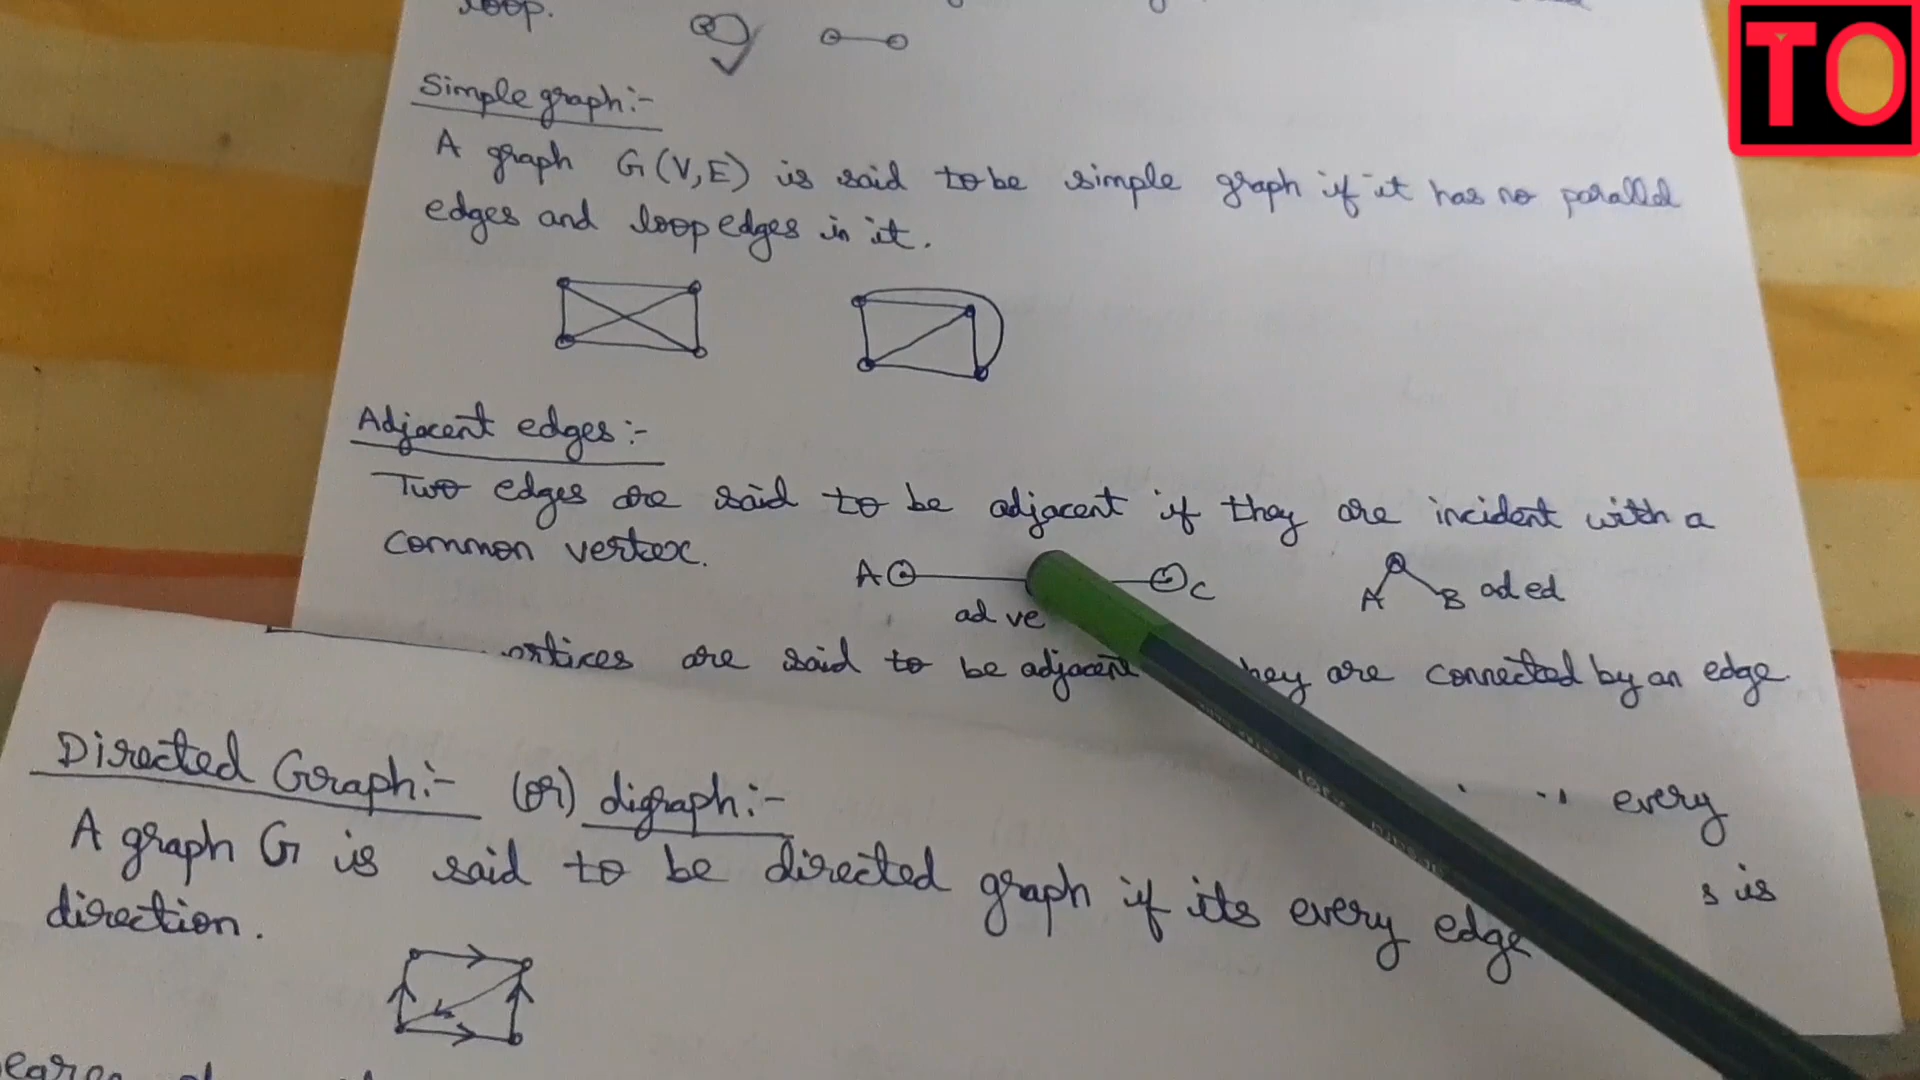 loop.
TO
Simple graph:-
A graph G(V,E) is said to be simple graph if it has no parallel
edges and loop edges in it.
Adjacent edges:-
Two edges are said to be adjacent if they are incident with a
common vertex.
A C
ad ve
A B ad ed
are said to be adjacent they are connected by an edge.
every
is
Directed Graph:- (or) digraph:-
A graph G is said to be directed graph if its every edge
direction.